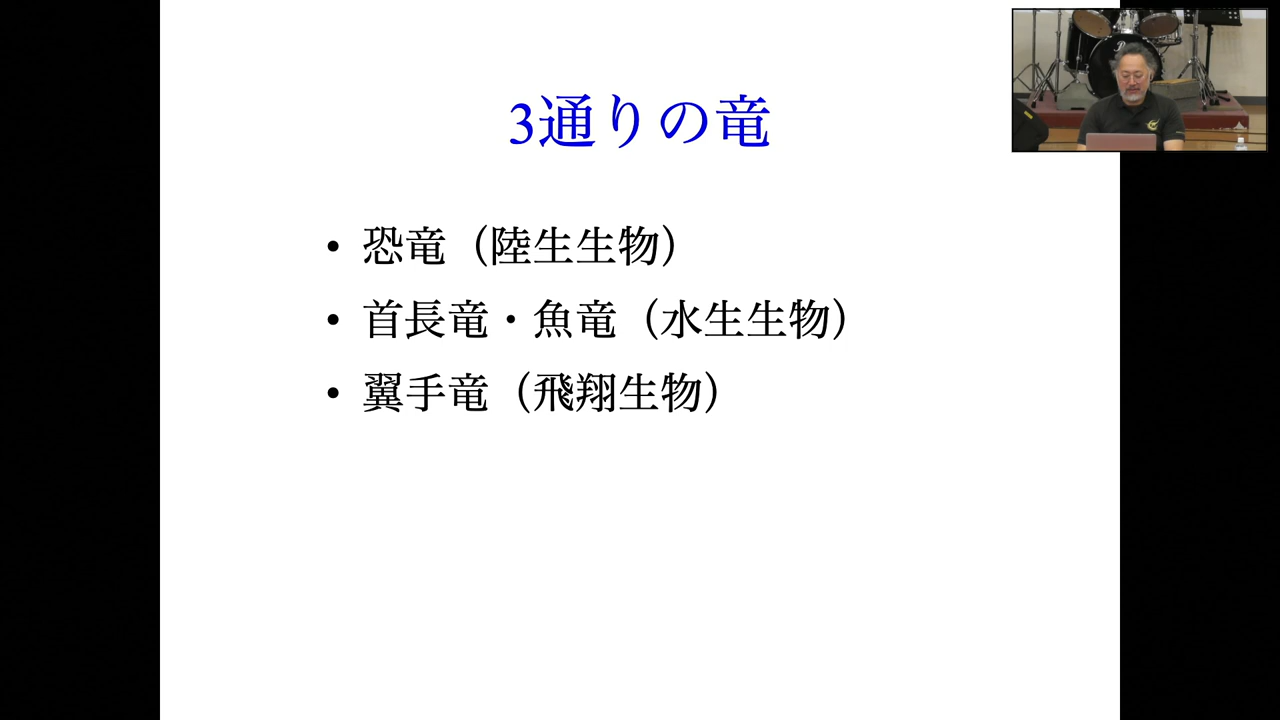 3通りの竜
• 恐竜（陸生生物）
• 首長竜・魚竜（水生生物）
• 翼手竜（飛翔生物）